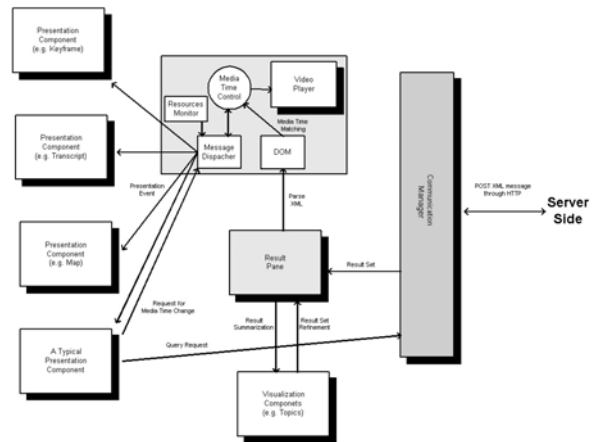 Presentation
Component
(e.g. Keyframe)
Presentation
Component
(e.g. Transcript)
Presentation
Component
(e.g. Map)
A Typical
Presentation
Component
Presentation
Event
Request for
Media Time Change
Query Request
Resources
Monitor
Media
Time
Control
Video
Player
Media Time
Matching
Message
Dispacher
DOM
Parse
XML
Result
Pane
Result Set
Result
Summarization
Result Set
Refinement
Visualization
Componets
(e.g. Topics)
Communication
Manager
POST XML message
through HTTP
Server
Side